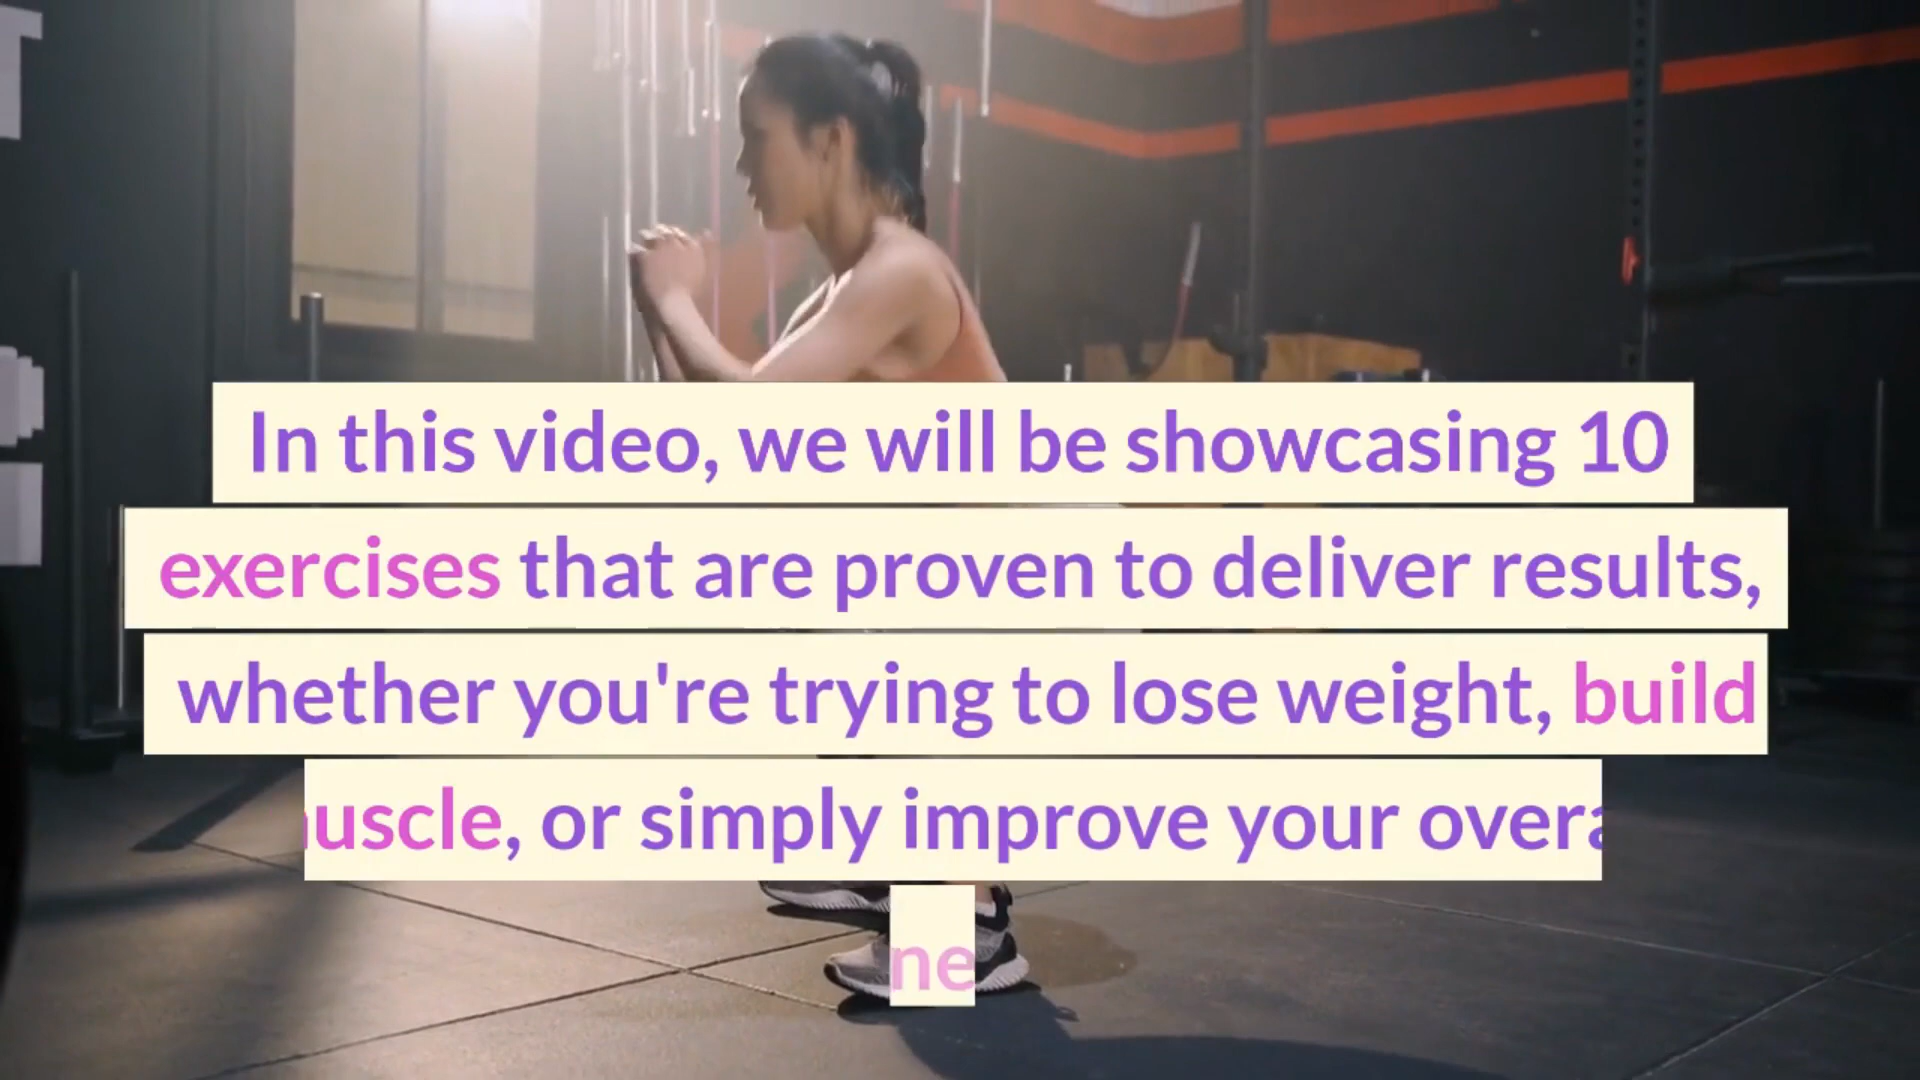 In this video, we will be showcasing 10
exercises that are proven to deliver results,
whether you're trying to lose weight, build
uscle, or simply improve your overa
ne